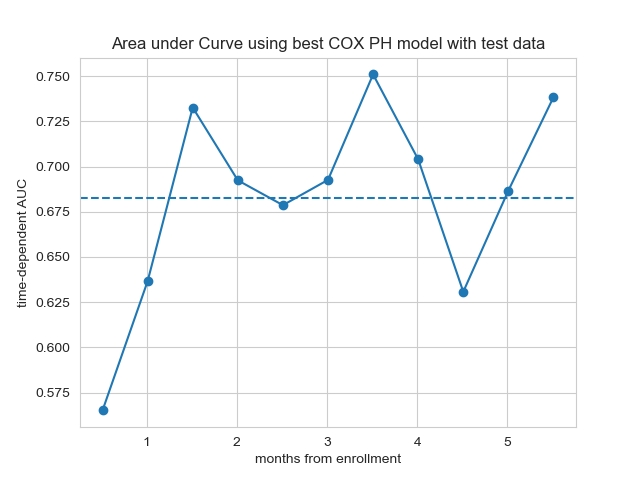 Area under Curve using best COX PH model with test data
0.750
0.725
0.700
0.675
0.650
0.625
0.600
0.575
time-dependent AUC
1 2 3 4 5
months from enrollment